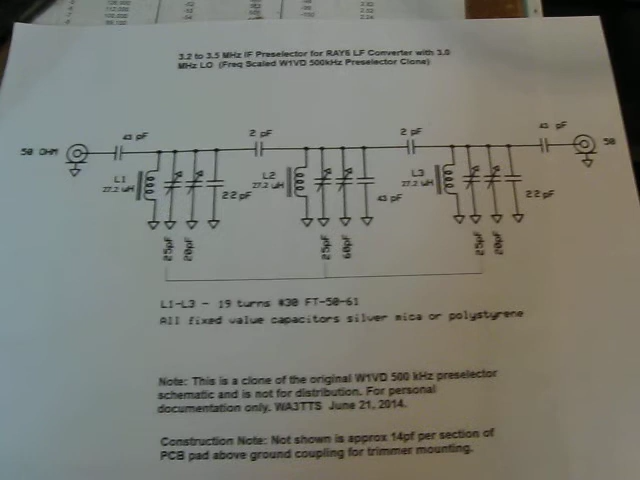 3.2 to 3.5 MHz IF Preselector for RAYE LF Converter with 3.0
MHz LO (Freq Scaled W1VD 500kHz Preselector Clone)
43 pF
2 pF
2 pF
43 pF
50 OHM
50
L1
27.2 uH
22pF
L2
27.2 uH
43 pF
L3
27.2 uH
22 pF
25pF
20pF
25pF
60pF
25pF
20pF
L1-L3 - 19 turns #30 FT-50-61
All fixed value capacitors silver mica or polystyrene
Note: This is a clone of the original W1VD 500 kHz preselector
schematic and is not for distribution. For personal
documentation only. WA3TTS June 21, 2014.
Construction Note: Not shown is approx 14pf per section of
PCB pad above ground coupling for trimmer mounting.